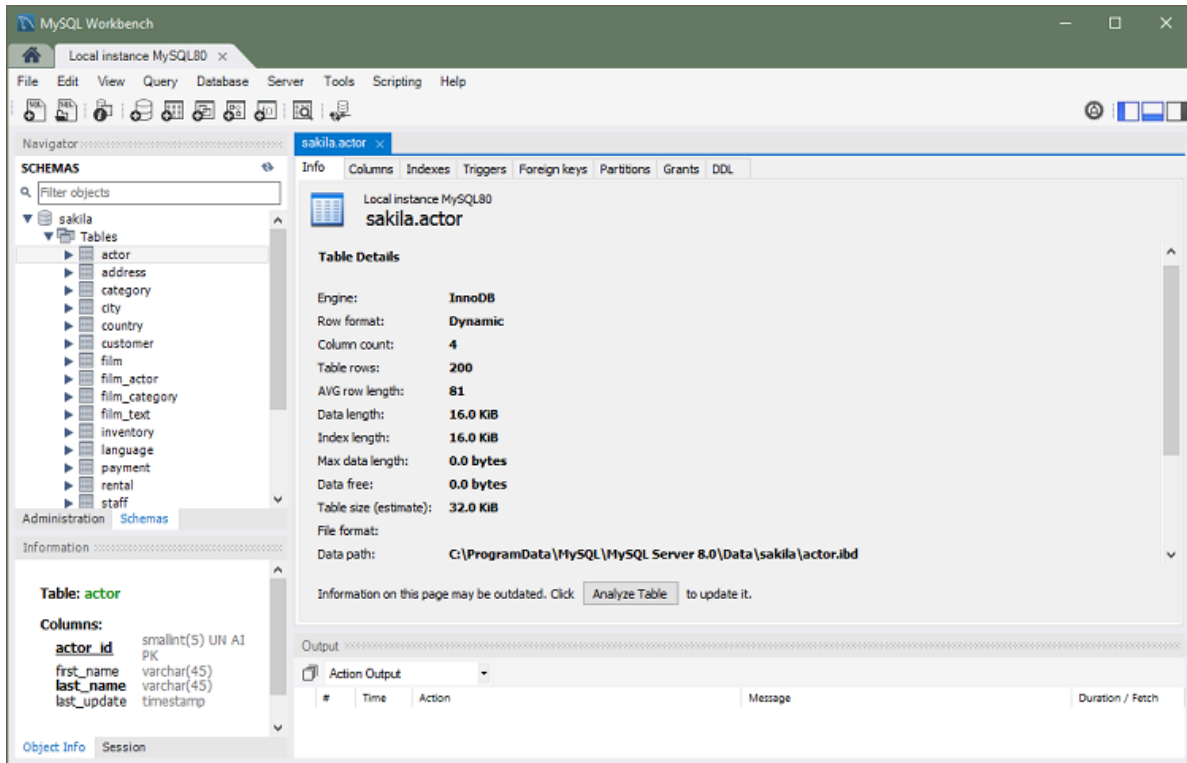 MySQL Workbench
Local instance MySQL80
File Edit View Query Database Server Tools Scripting Help
Navigator
SCHEMAS
Filter objects
sakila
Tables
actor
address
category
city
country
customer
film
film_actor
film_category
film_text
inventory
language
payment
rental
staff
Administration Schemas
Information
Table: actor
Columns:
actor_id smallint(5) UN AI PK
first_name varchar(45)
last_name varchar(45)
last_update timestamp
Object Info Session
sakila.actor
Info Columns Indexes Triggers Foreign keys Partitions Grants DDL
Local instance MySQL80
sakila.actor
Table Details
Engine: InnoDB
Row format: Dynamic
Column count: 4
Table rows: 200
AVG row length: 81
Data length: 16.0 KiB
Index length: 16.0 KiB
Max data length: 0.0 bytes
Data free: 0.0 bytes
Table size (estimate): 32.0 KiB
File format:
Data path: C:\ProgramData\MySQL\MySQL Server 8.0\Data\sakila\actor.ibd
Information on this page may be outdated. Click Analyze Table to update it.
Output
Action Output
# Time Action Message Duration / Fetch